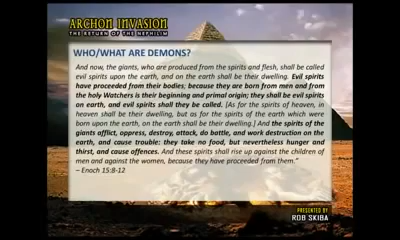 ARCHON INVASION
THE RETURN OF THE NEPHILIM
WHO/WHAT ARE DEMONS?
And now, the giants, who are produced from the spirits and flesh, shall be called
evil spirits upon the earth, and on the earth shall be their dwelling. Evil spirits
have proceeded from their bodies; because they are born from men and from
the holy Watchers is their beginning and primal origin; they shall be evil spirits
on earth, and evil spirits shall they be called. [As for the spirits of heaven, in
heaven shall be their dwelling, but as for the spirits of the earth which were
born upon the earth, on the earth shall be their dwelling.] And the spirits of the
giants afflict, oppress, destroy, attack, do battle, and work destruction on the
earth, and cause trouble: they take no food, but nevertheless hunger and
thirst, and cause offences. And these spirits shall rise up against the children of
men and against the women, because they have proceeded from them."
– Enoch 15:8-12
PRESENTED BY
ROB SKIBA